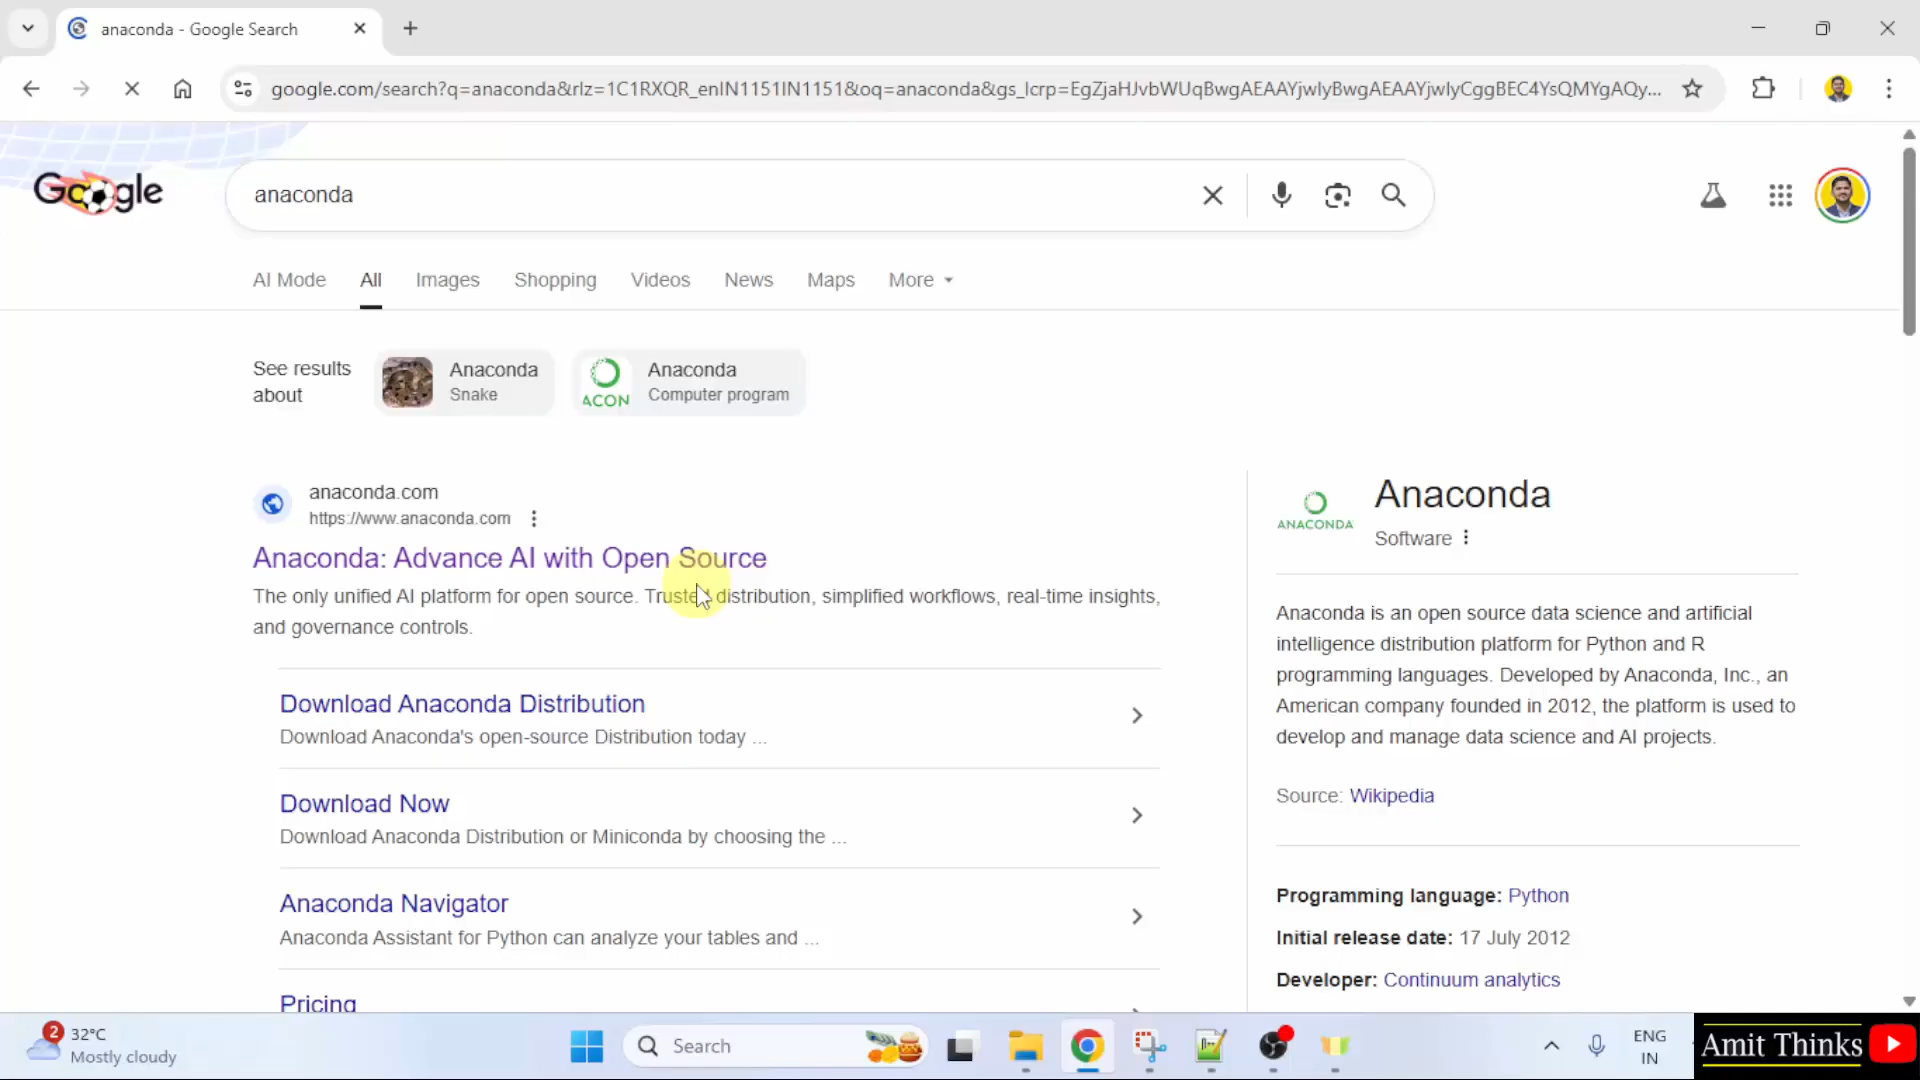 anaconda - Google Search
google.com/search?q=anaconda&rlz=1C1RXQR_enIN1151IN1151&oq=anaconda&gs_lcrp=EgZjaHJvbWUqBwgAEAAYjwIyBwgAEAAYjwIyCggBEC4YsQMYgAQy...
Google
anaconda
AI Mode
All
Images
Shopping
Videos
News
Maps
More
See results
about
Anaconda
Snake
ACON
Anaconda
Computer program
anaconda.com
https://www.anaconda.com
Anaconda: Advance AI with Open Source
The only unified AI platform for open source. Trusted distribution, simplified workflows, real-time insights,
and governance controls.
Download Anaconda Distribution
Download Anaconda's open-source Distribution today ...
Download Now
Download Anaconda Distribution or Miniconda by choosing the ...
Anaconda Navigator
Anaconda Assistant for Python can analyze your tables and ...
Pricing
ANACONDA
Anaconda
Software
Anaconda is an open source data science and artificial
intelligence distribution platform for Python and R
programming languages. Developed by Anaconda, Inc., an
American company founded in 2012, the platform is used to
develop and manage data science and AI projects.
Source: Wikipedia
Programming language: Python
Initial release date: 17 July 2012
Developer: Continuum analytics
2
32°C
Mostly cloudy
Search
ENG
IN
Amit Thinks